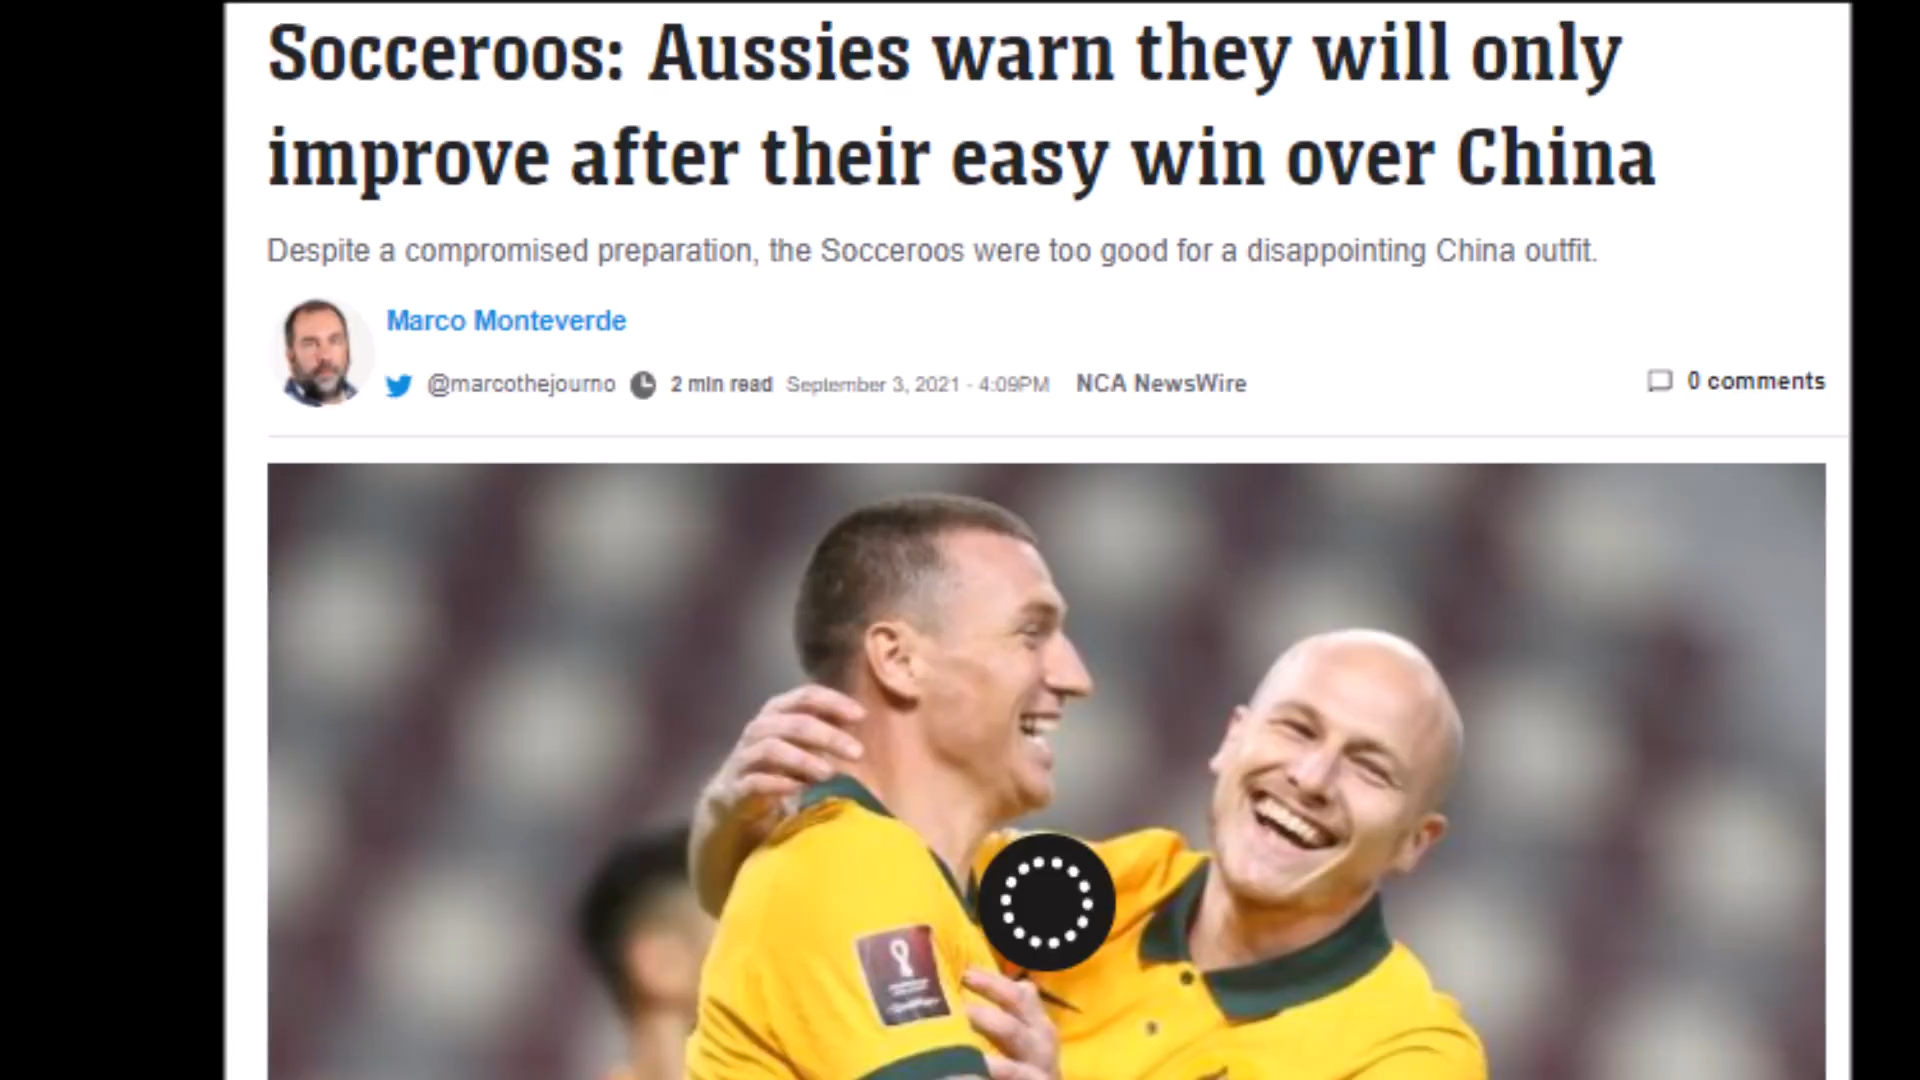 Socceroos: Aussies warn they will only
improve after their easy win over China
Despite a compromised preparation, the Socceroos were too good for a disappointing China outfit.
Marco Monteverde
@marcothejourno 2 min read September 3, 2021 - 4:09PM NCA NewsWire 0 comments